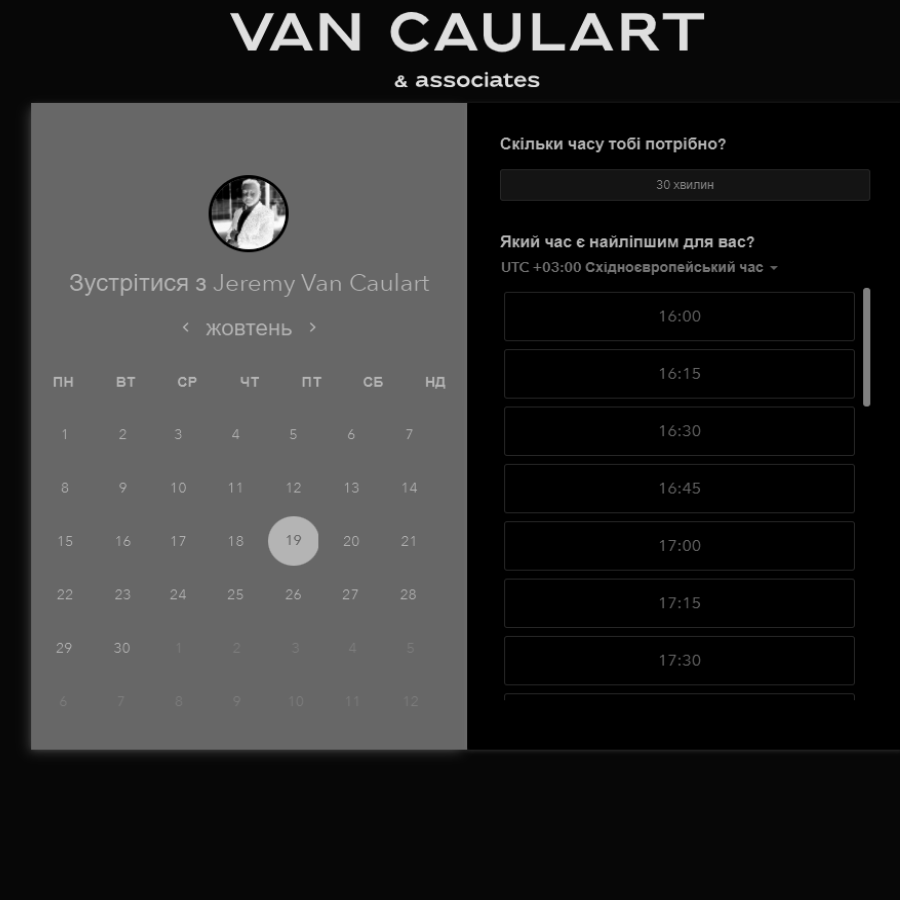 VAN CAULART
& associates
Зустрітися з Jeremy Van Caulart
жовтень
ПН ВТ СР ЧТ ПТ СБ НД
1 2 3 4 5 6 7
8 9 10 11 12 13 14
15 16 17 18 19 20 21
22 23 24 25 26 27 28
29 30 1 2 3 4 5
6 7 8 9 10 11 12
Скільки часу тобі потрібно?
30 хвилин
Який час є найліпшим для вас?
UTC +03:00 Східноєвропейський час
16:00
16:15
16:30
16:45
17:00
17:15
17:30